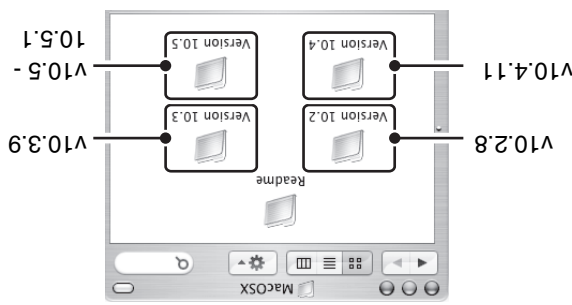 MacOSX
Readme
v10.2.8
Version 10.2
Version 10.3
v10.3.9
v10.4.11
Version 10.4
Version 10.5
v10.5 -
10.5.1